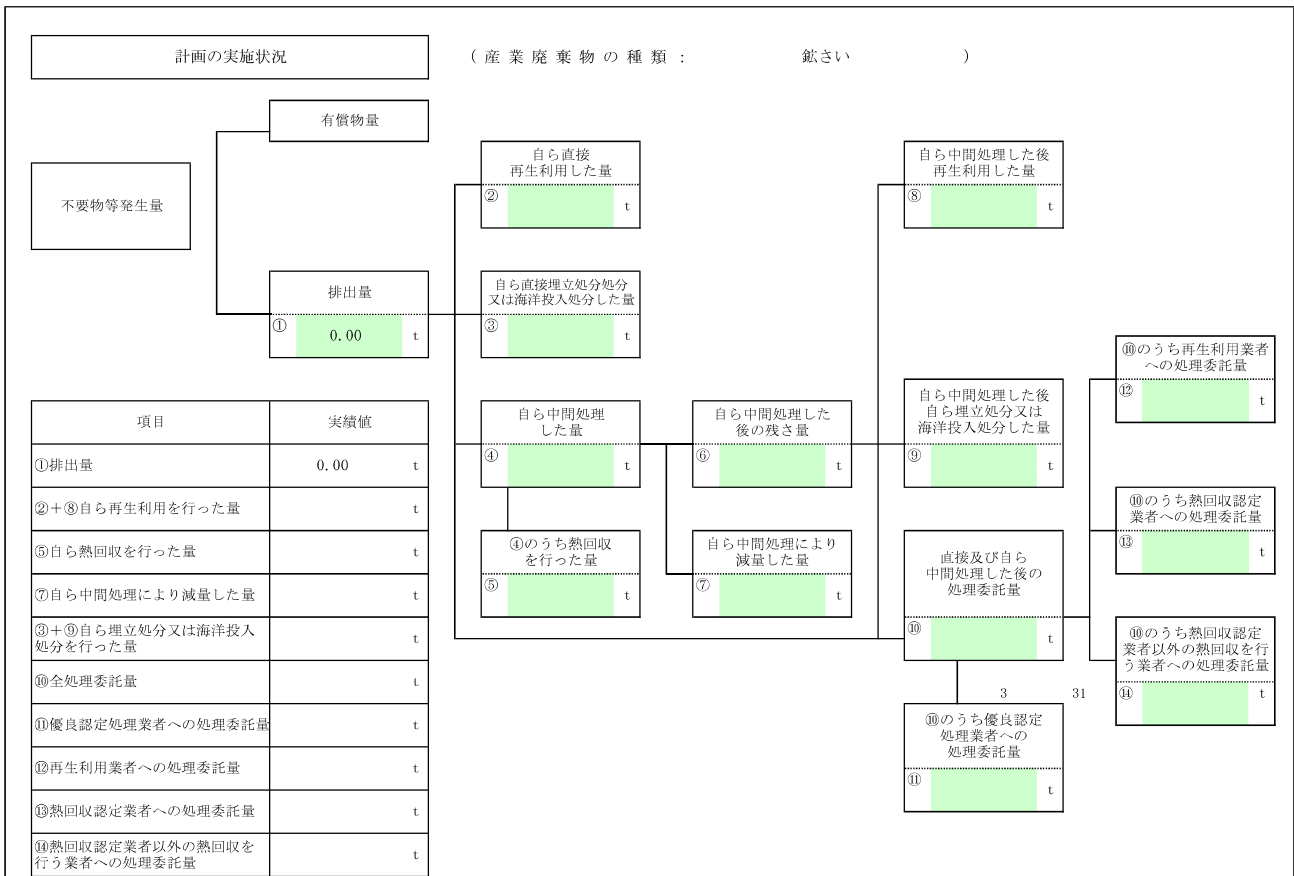 計画の実施状況
(産業廃棄物の種類: 鉱さい )
有償物量
不要物等発生量
排出量
① 0.00 t
自ら直接
再生利用した量
② t
自ら直接埋立処分処分
又は海洋投入処分した量
③ t
自ら中間処理した後
再生利用した量
⑧ t
自ら中間処理
した量
④ t
④のうち熱回収
を行った量
⑤ t
自ら中間処理した
後の残さ量
⑥ t
自ら中間処理により
減量した量
⑦ t
自ら中間処理した後
自ら埋立処分又は
海洋投入処分した量
⑨ t
直接及び自ら
中間処理した後の
処理委託量
⑩ t
3 31
⑩のうち優良認定
処理業者への
処理委託量
⑪ t
⑩のうち再生利用業者
への処理委託量
⑫ t
⑩のうち熱回収認定
業者への処理委託量
⑬ t
⑩のうち熱回収認定
業者以外の熱回収を行
う業者への処理委託量
⑭ t
項目 実績値
①排出量 0.00 t
②+⑧自ら再生利用を行った量 t
⑤自ら熱回収を行った量 t
⑦自ら中間処理により減量した量 t
③+⑨自ら埋立処分又は海洋投入
処分を行った量 t
⑩全処理委託量 t
⑪優良認定処理業者への処理委託量 t
⑫再生利用業者への処理委託量 t
⑬熱回収認定業者への処理委託量 t
⑭熱回収認定業者以外の熱回収を
行う業者への処理委託量 t